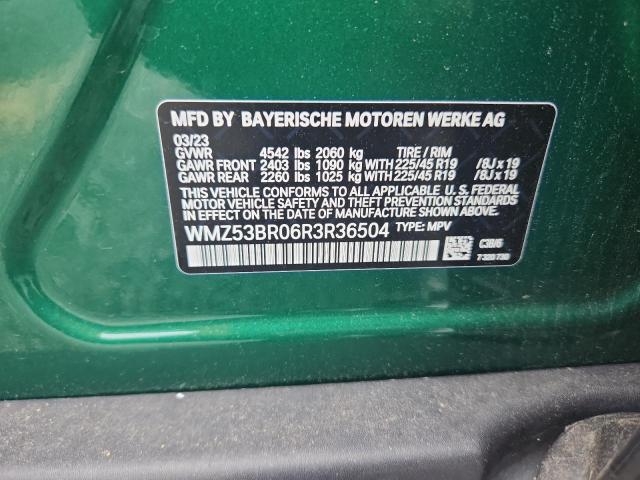 MFD BY BAYERISCHE MOTOREN WERKE AG
03/23
GVWR 4542 lbs 2060 kg TIRE / RIM
GAWR FRONT 2403 lbs 1090 kg WITH 225/45 R19 /8J x 19
GAWR REAR 2260 lbs 1025 kg WITH 225/45 R19 /8J x 19
THIS VEHICLE CONFORMS TO ALL APPLICABLE U. S. FEDERAL
MOTOR VEHICLE SAFETY, BUMPER AND THEFT PREVENTION
STANDARDS IN EFFECT ON THE DATE OF MANUFACTURE SHOWN ABOVE.
WMZ53BR06R3R36504 TYPE: MPV